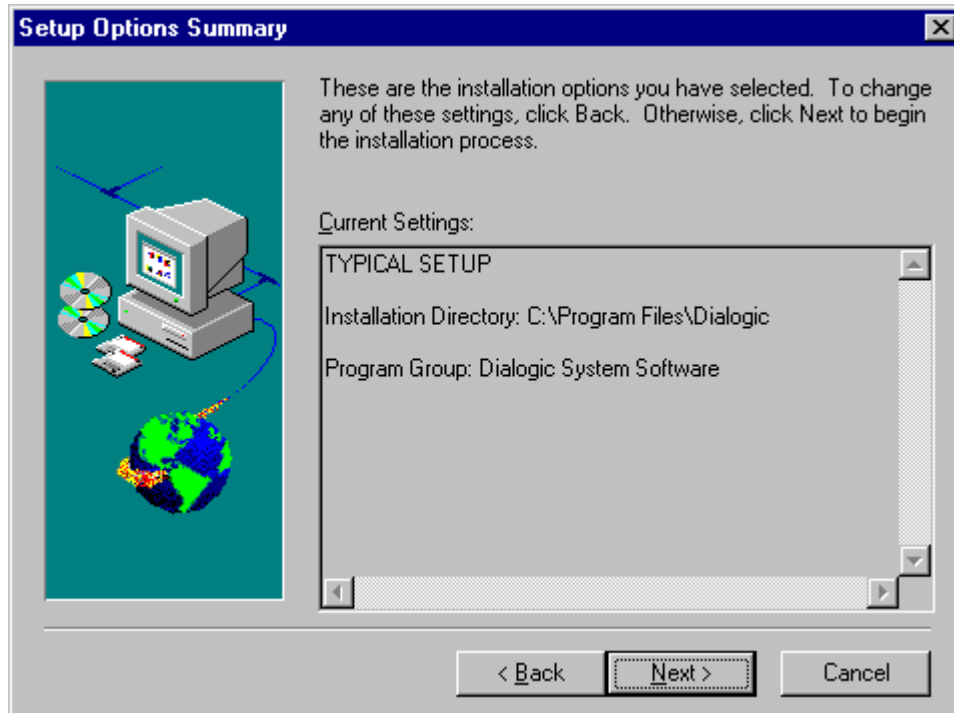 Setup Options Summary
These are the installation options you have selected.  To change
any of these settings, click Back.  Otherwise, click Next to begin
the installation process.
Current Settings:
TYPICAL SETUP
Installation Directory: C:\Program Files\Dialogic
Program Group: Dialogic System Software
< Back
Next >
Cancel